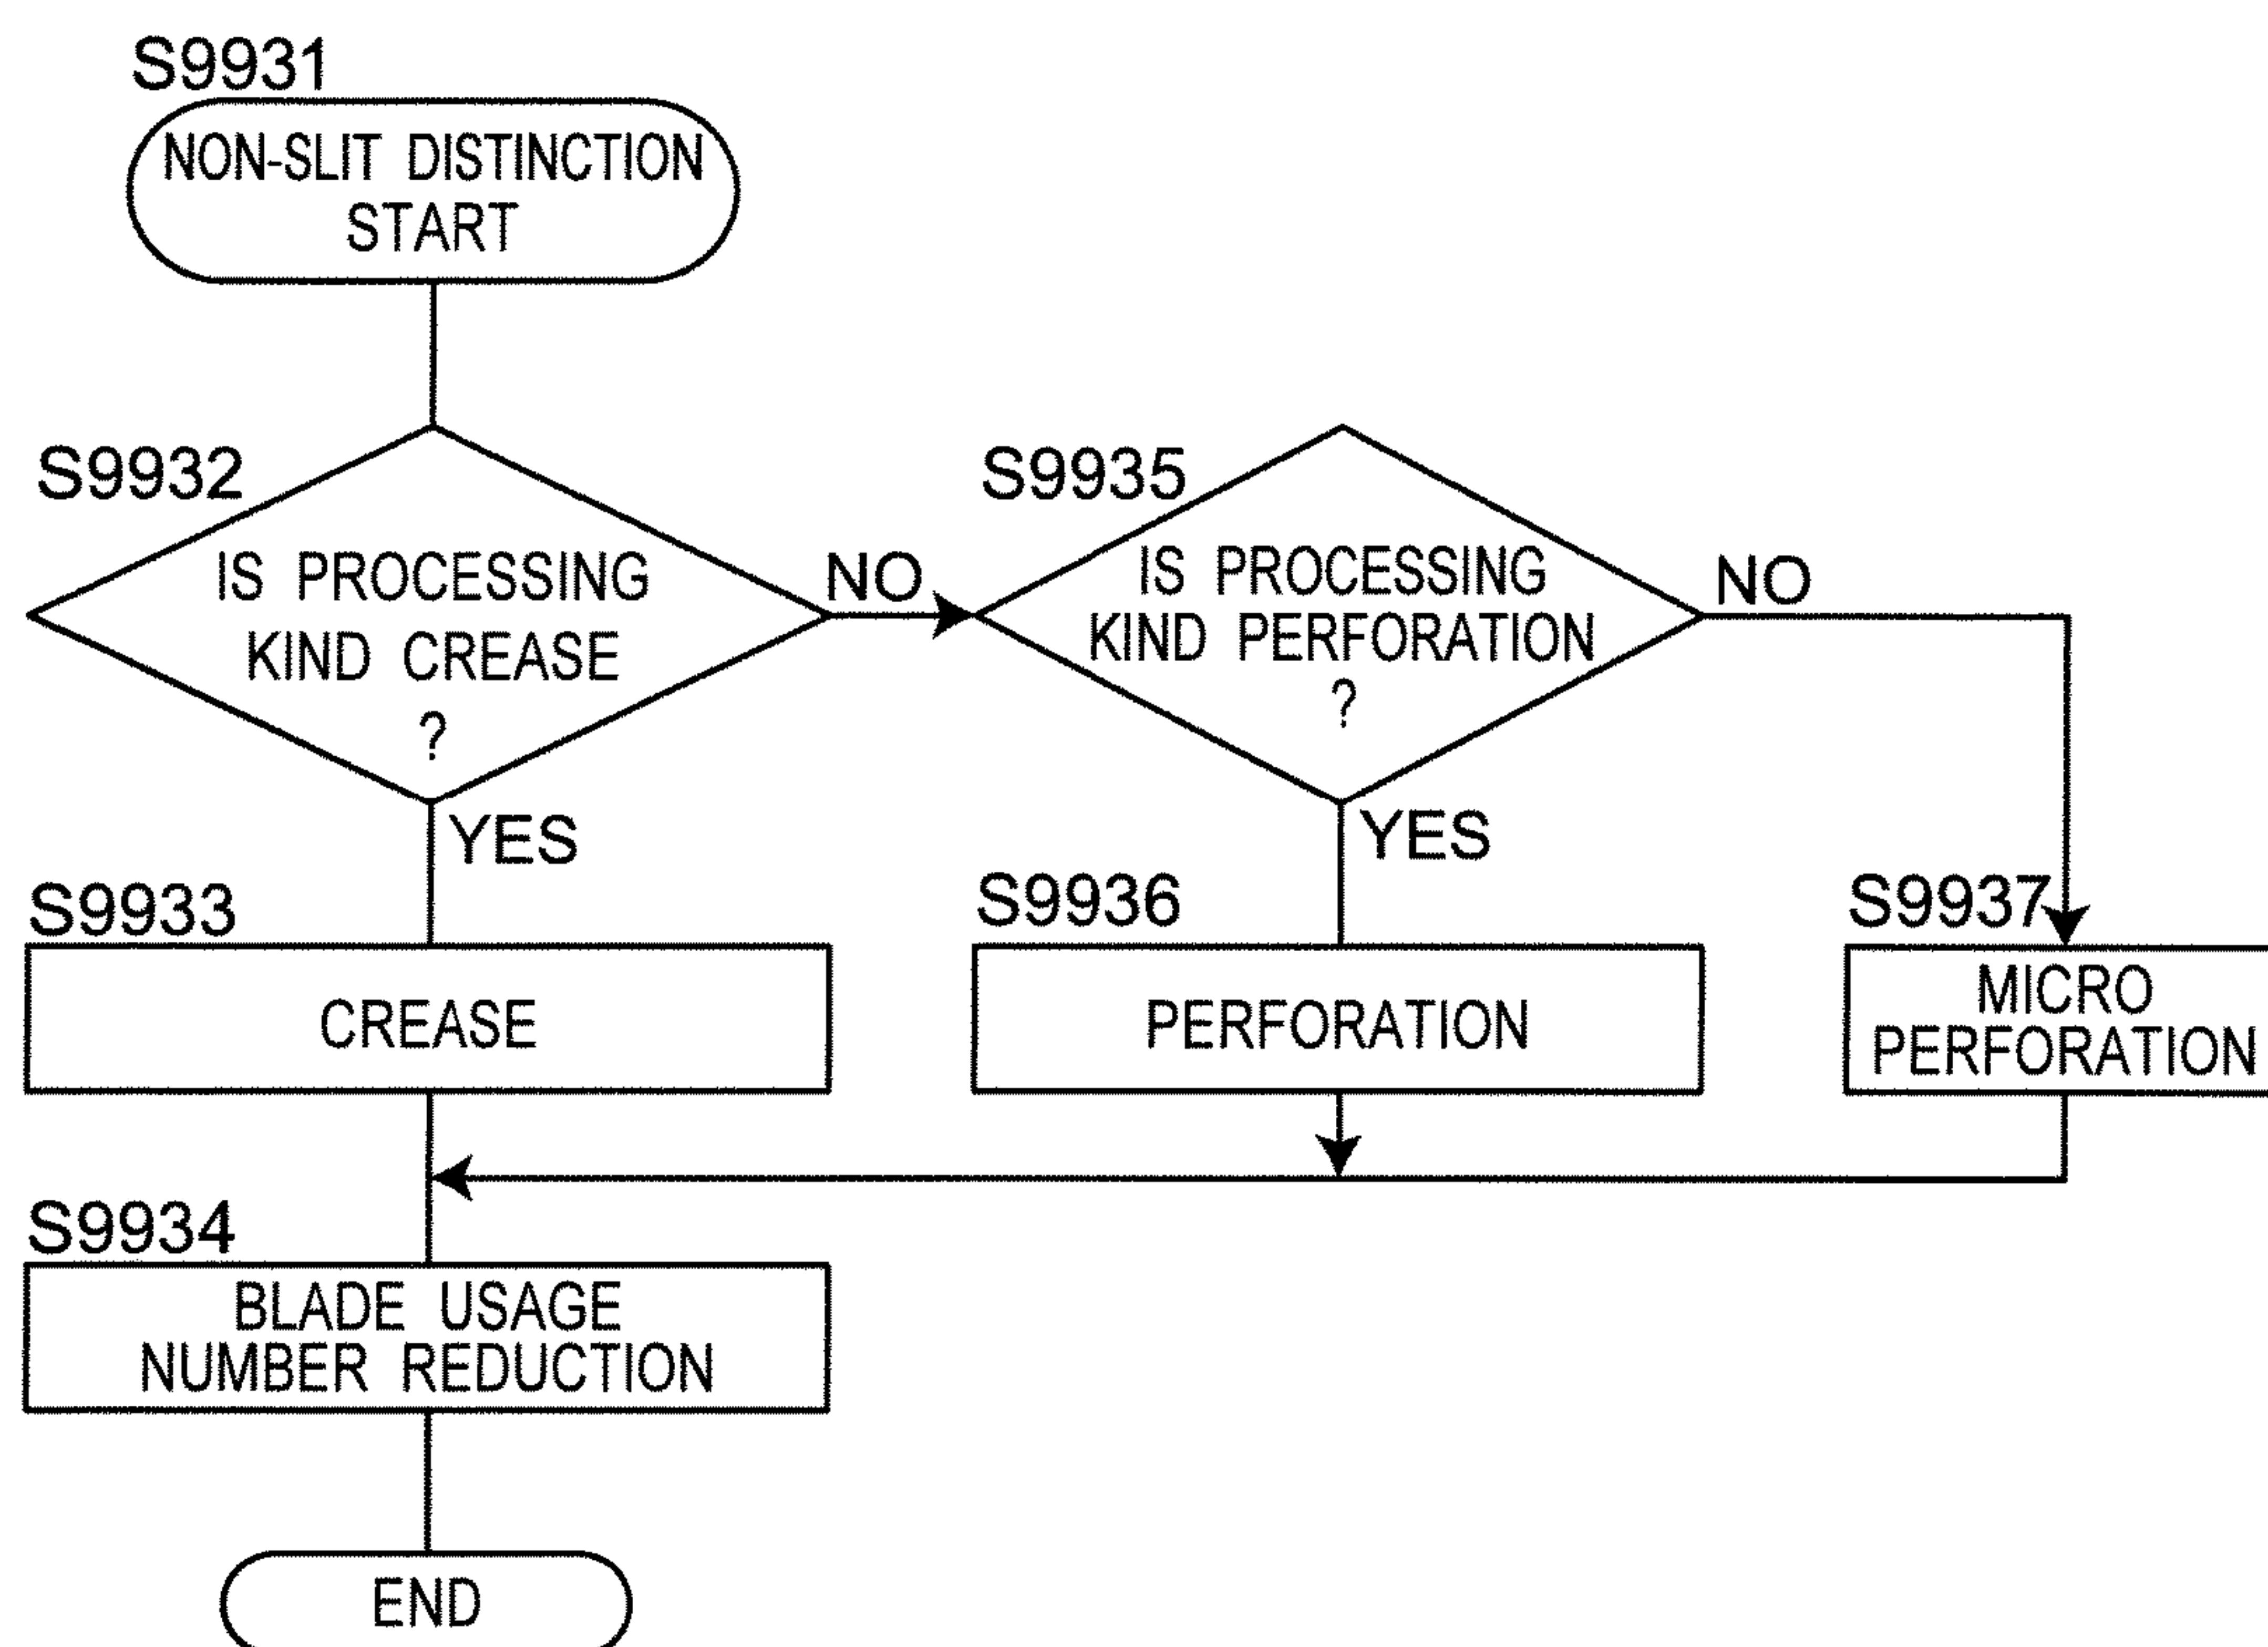 S9931
NON-SLIT DISTINCTION
START
S9932
IS PROCESSING
KIND CREASE
?
NO
YES
S9935
IS PROCESSING
KIND PERFORATION
?
NO
YES
S9933
CREASE
S9936
PERFORATION
S9937
MICRO
PERFORATION
S9934
BLADE USAGE
NUMBER REDUCTION
END